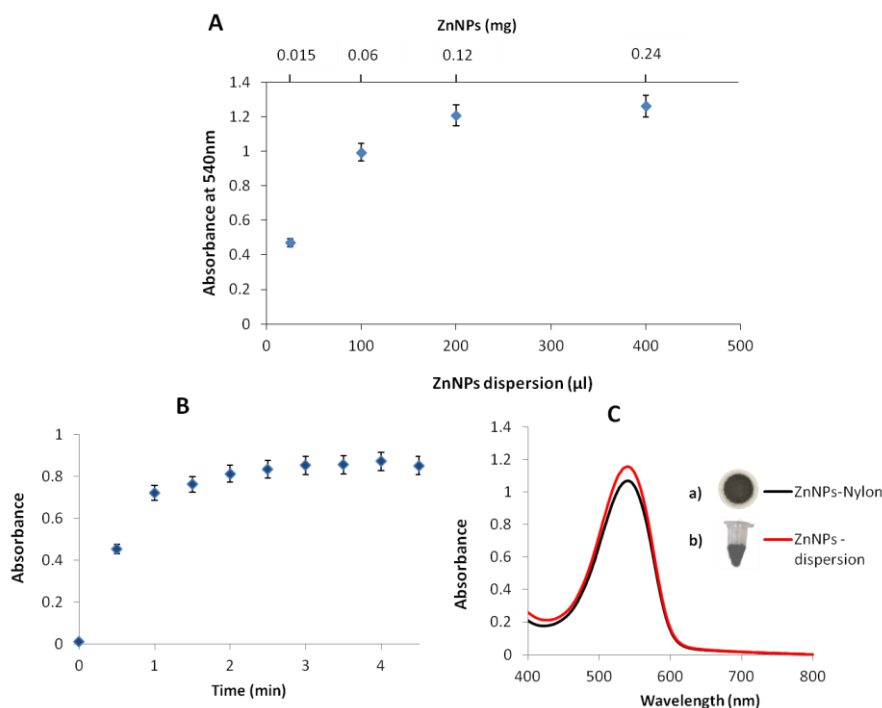 A
ZnNPs (mg)
0.015 0.06 0.12 0.24
1.4
1.2
1
0.8
0.6
0.4
0.2
0
Absorbance at 540nm
0 100 200 300 400 500
ZnNPs dispersion (µl)
B
1
0.8
0.6
0.4
0.2
0
Absorbance
0 1 2 3 4
Time (min)
C
1.4
1.2
1
0.8
0.6
0.4
0.2
0
Absorbance
a) ZnNPs-Nylon
b) ZnNPs -
dispersion
400 500 600 700 800
Wavelength (nm)